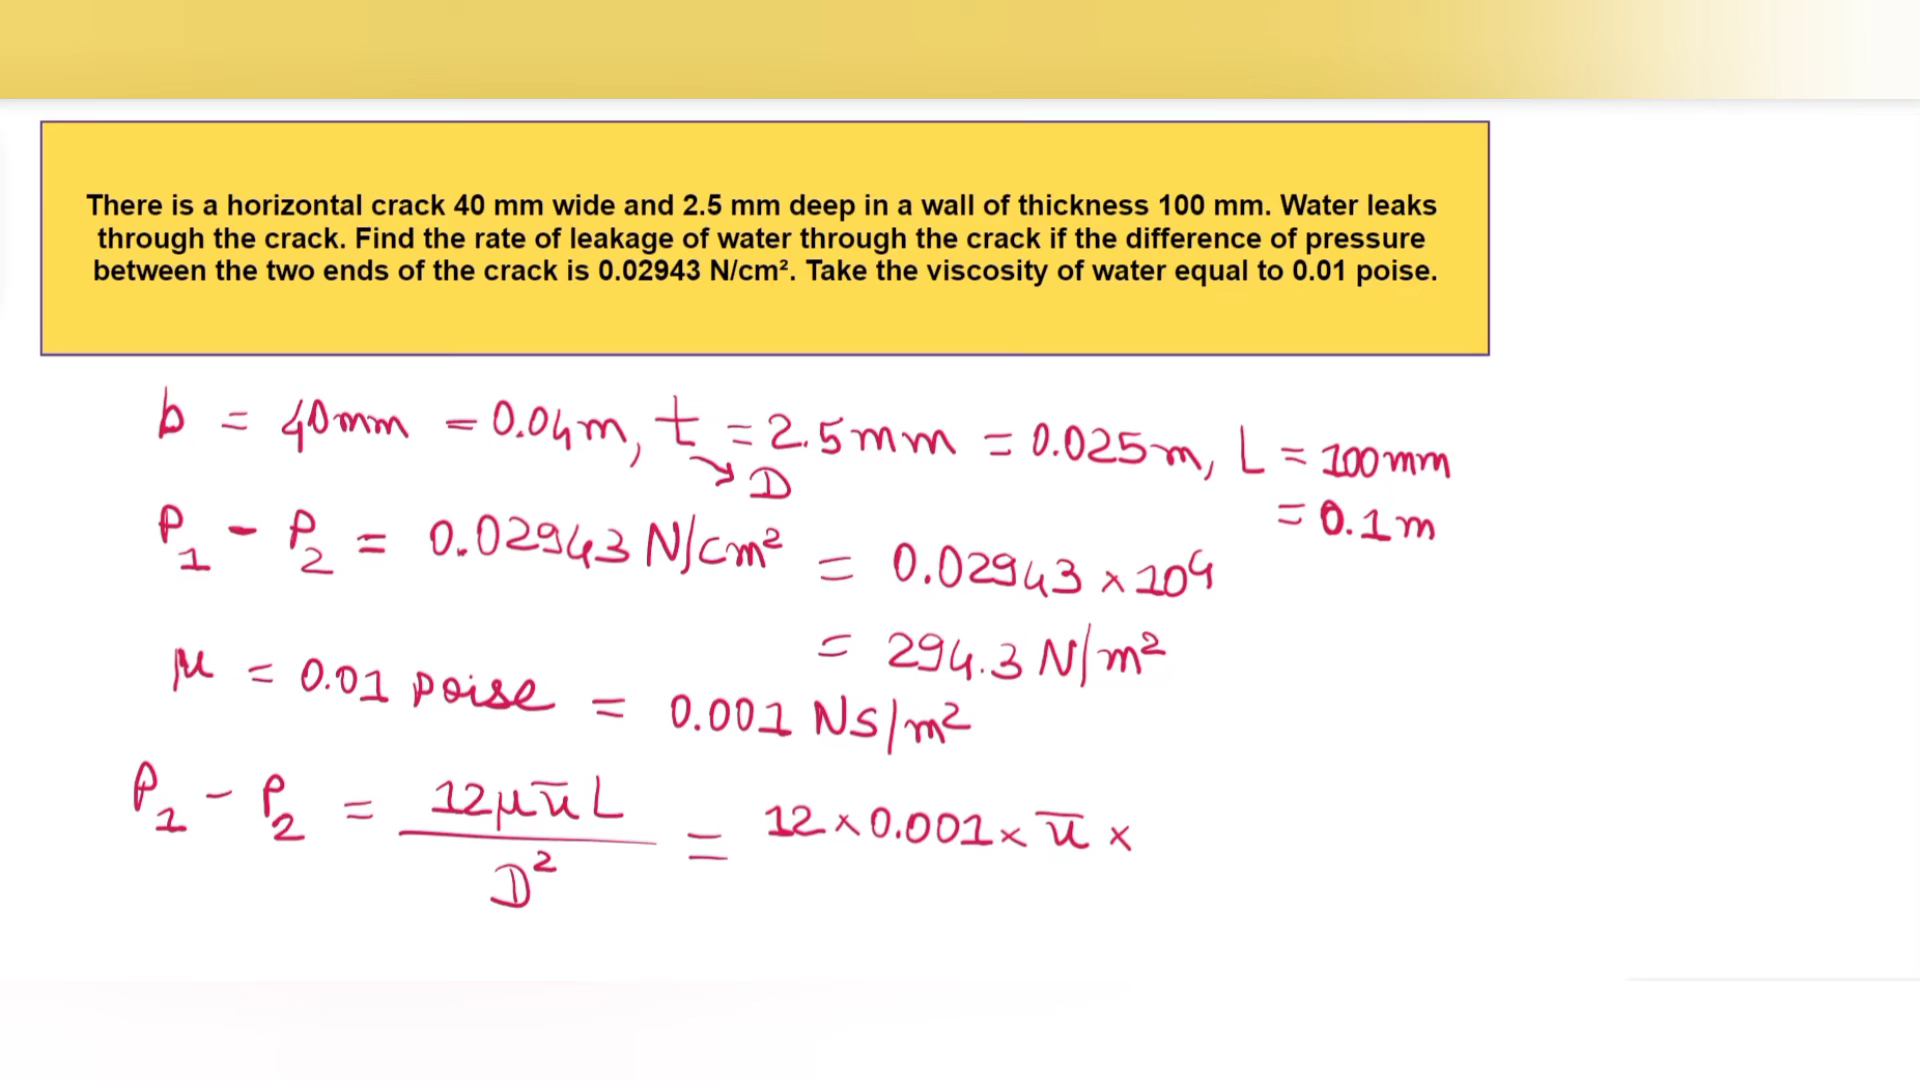 There is a horizontal crack 40 mm wide and 2.5 mm deep in a wall of thickness 100 mm. Water leaks
through the crack. Find the rate of leakage of water through the crack if the difference of pressure
between the two ends of the crack is 0.02943 N/cm². Take the viscosity of water equal to 0.01 poise.
b = 40mm = 0.04m, t = 2.5mm = 0.025m, L = 100mm
→ D
= 0.1m
P₁ - P₂ = 0.02943 N/cm² = 0.02943 × 10⁴
= 294.3 N/m²
μ = 0.01 poise = 0.001 NS/m²
P₁ - P₂ = 12μūL / D² = 12 × 0.001 × ū ×